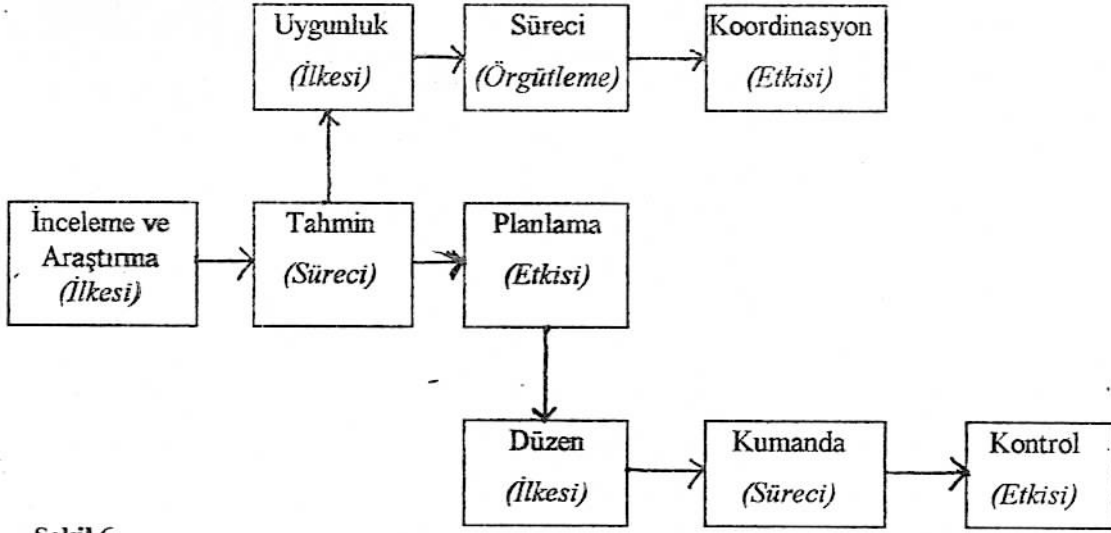 Uygunluk
(İlkesi)
Süreci
(Örgütleme)
Koordinasyon
(Etkisi)
İnceleme ve
Araştırma
(İlkesi)
Tahmin
(Süreci)
Planlama
(Etkisi)
Düzen
(İlkesi)
Kumanda
(Süreci)
Kontrol
(Etkisi)